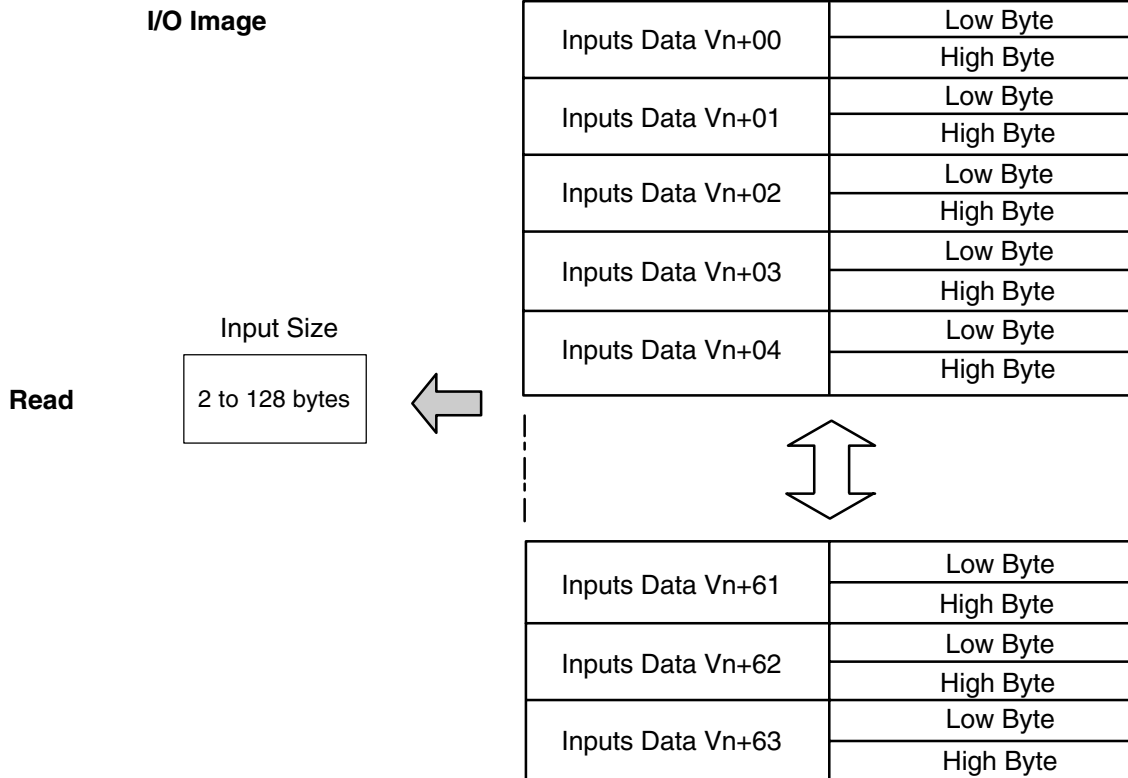 I/O Image
Inputs Data Vn+00
Low Byte
High Byte
Inputs Data Vn+01
Low Byte
High Byte
Inputs Data Vn+02
Low Byte
High Byte
Inputs Data Vn+03
Low Byte
High Byte
Inputs Data Vn+04
Low Byte
High Byte
Input Size
Read
2 to 128 bytes
Inputs Data Vn+61
Low Byte
High Byte
Inputs Data Vn+62
Low Byte
High Byte
Inputs Data Vn+63
Low Byte
High Byte